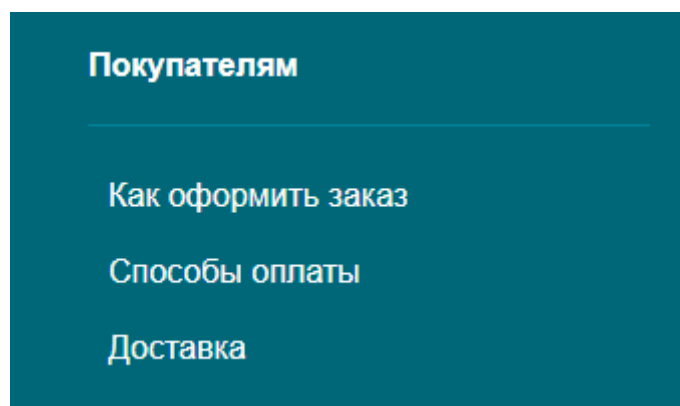 Покупателям
Как оформить заказ
Способы оплаты
Доставка